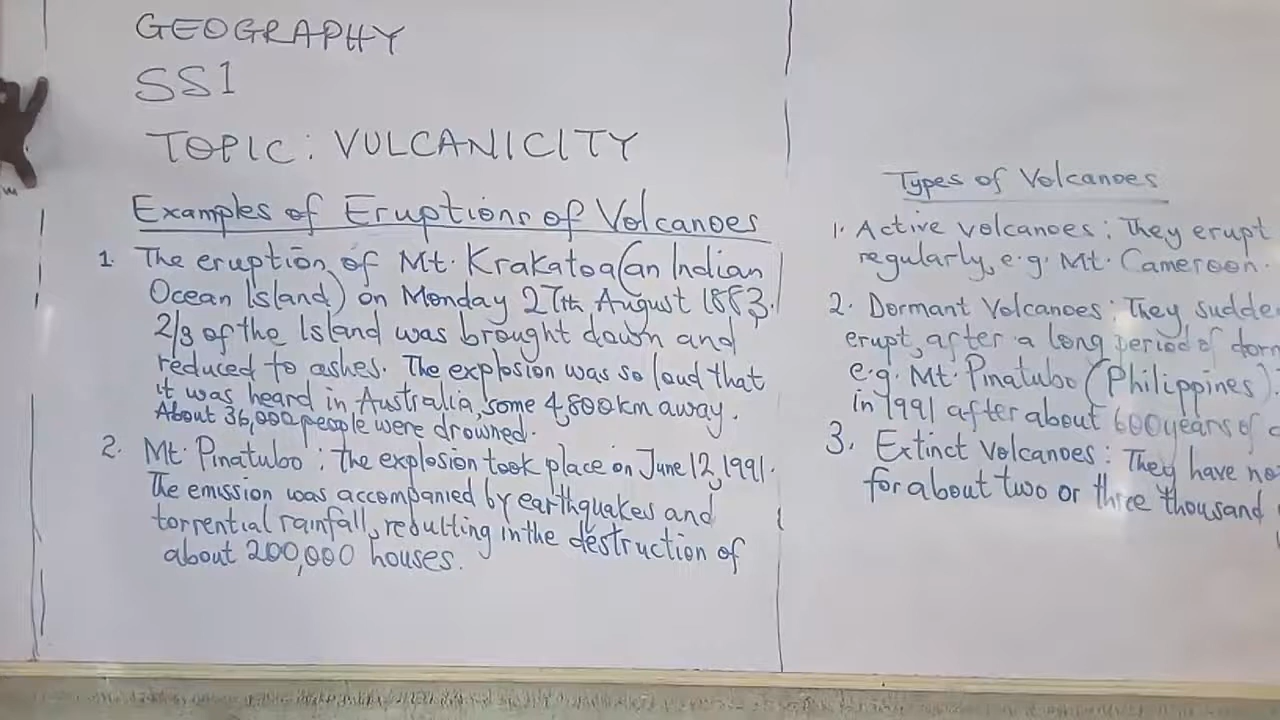 GEOGRAPHY
SS1
TOPIC: VULCANICITY
Examples of Eruptions of Volcanoes
1. The eruption of Mt. Krakatoa (an Indian
Ocean Island) on Monday 27th August 1883.
2/3 of the Island was brought down and
reduced to ashes. The explosion was so loud that
it was heard in Australia, some 4,800km away.
About 36,000 people were drowned.
2. Mt. Pinatubo: the explosion took place on June 12, 1991.
The emission was accompanied by earthquakes and
torrential rainfall, resulting in the destruction of
about 200,000 houses.
Types of Volcanoes
1. Active volcanoes: They erupt
regularly, e.g. Mt. Cameroon.
2. Dormant Volcanoes: They sudde
erupt, after a long period of dorm
e.g. Mt. Pinatubo (Philippines).
in 1991 after about 600years of
3. Extinct Volcanoes: They have no
for about two or three thousand